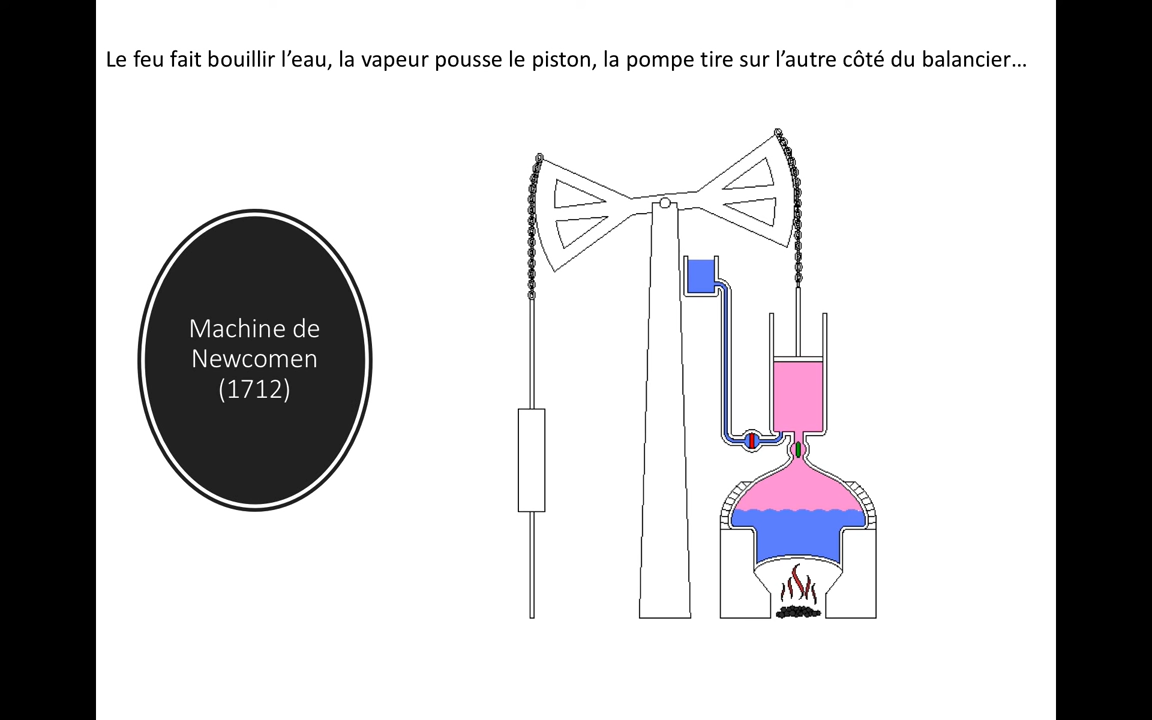 Le feu fait bouillir l’eau, la vapeur pousse le piston, la pompe tire sur l’autre côté du balancier…
Machine de
Newcomen
(1712)